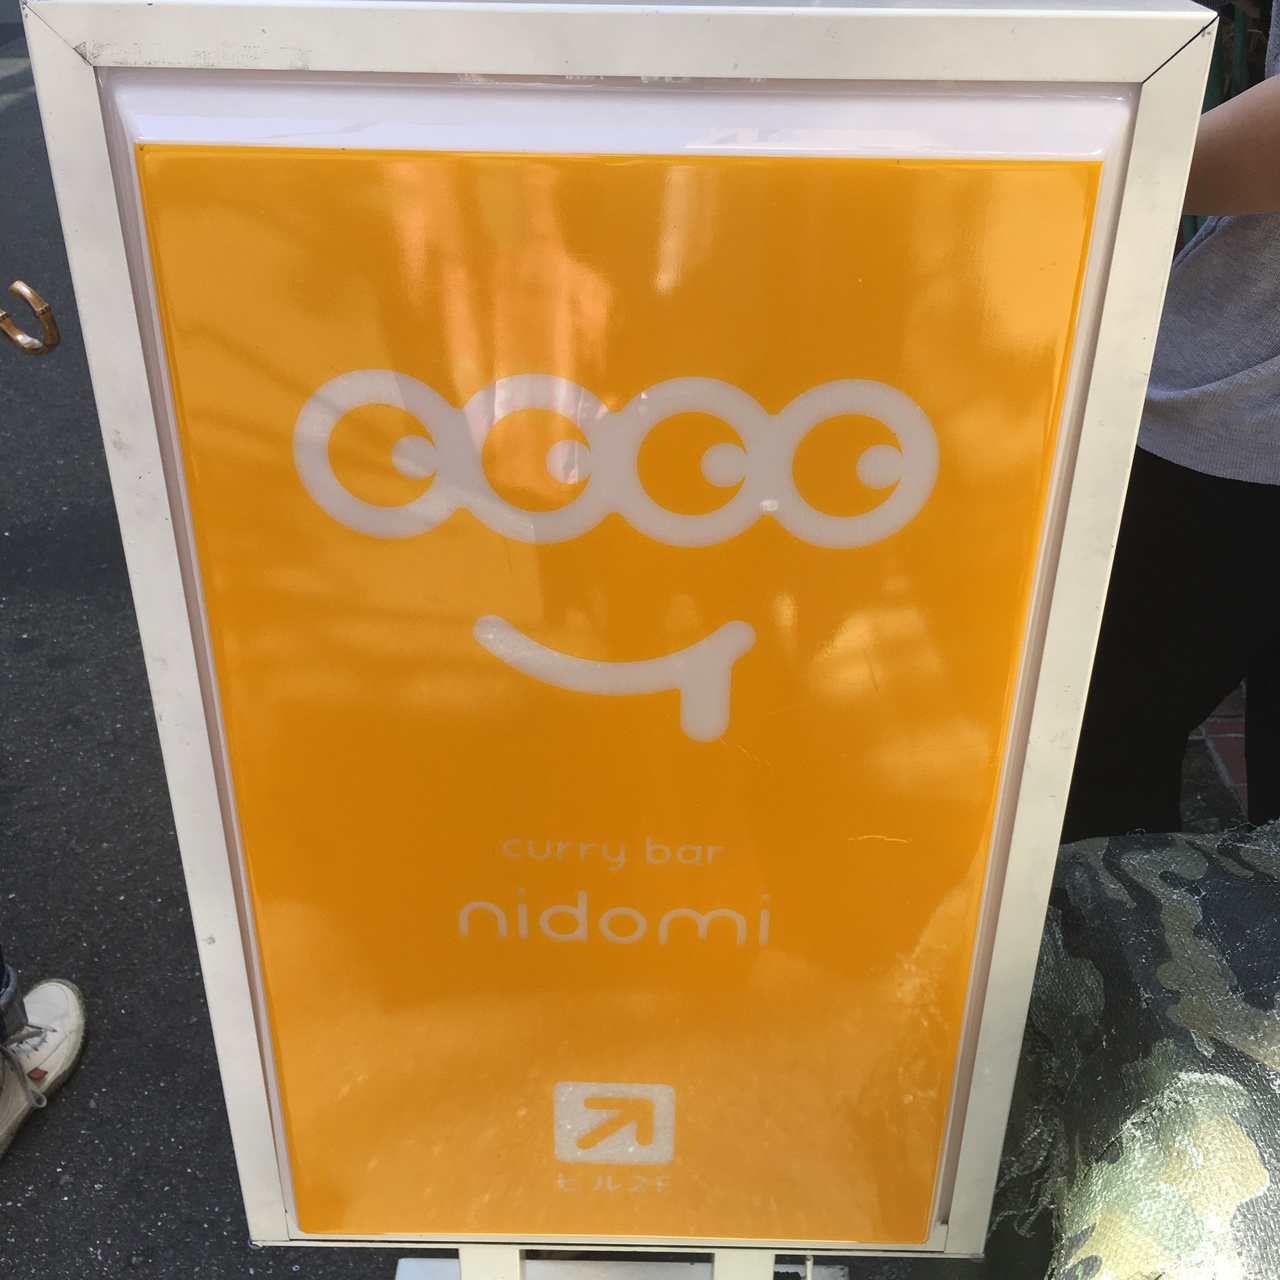 curry bar
nidomi
ビル2F